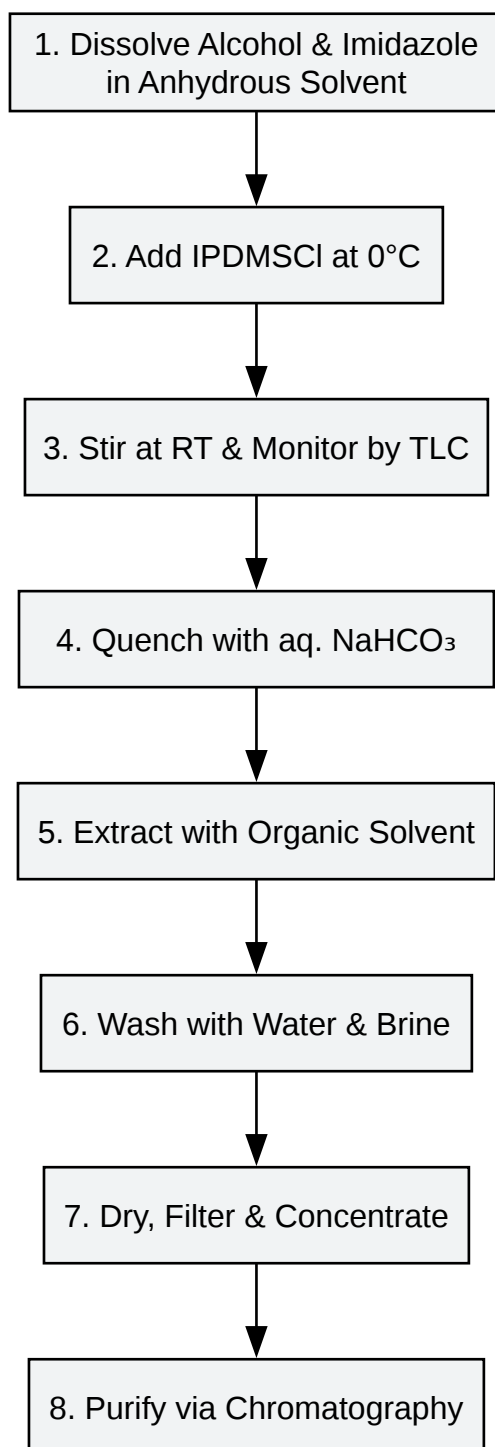 1. Dissolve Alcohol & Imidazole
in Anhydrous Solvent
2. Add IPDMSCl at 0°C
3. Stir at RT & Monitor by TLC
4. Quench with aq. NaHCO₃
5. Extract with Organic Solvent
6. Wash with Water & Brine
7. Dry, Filter & Concentrate
8. Purify via Chromatography